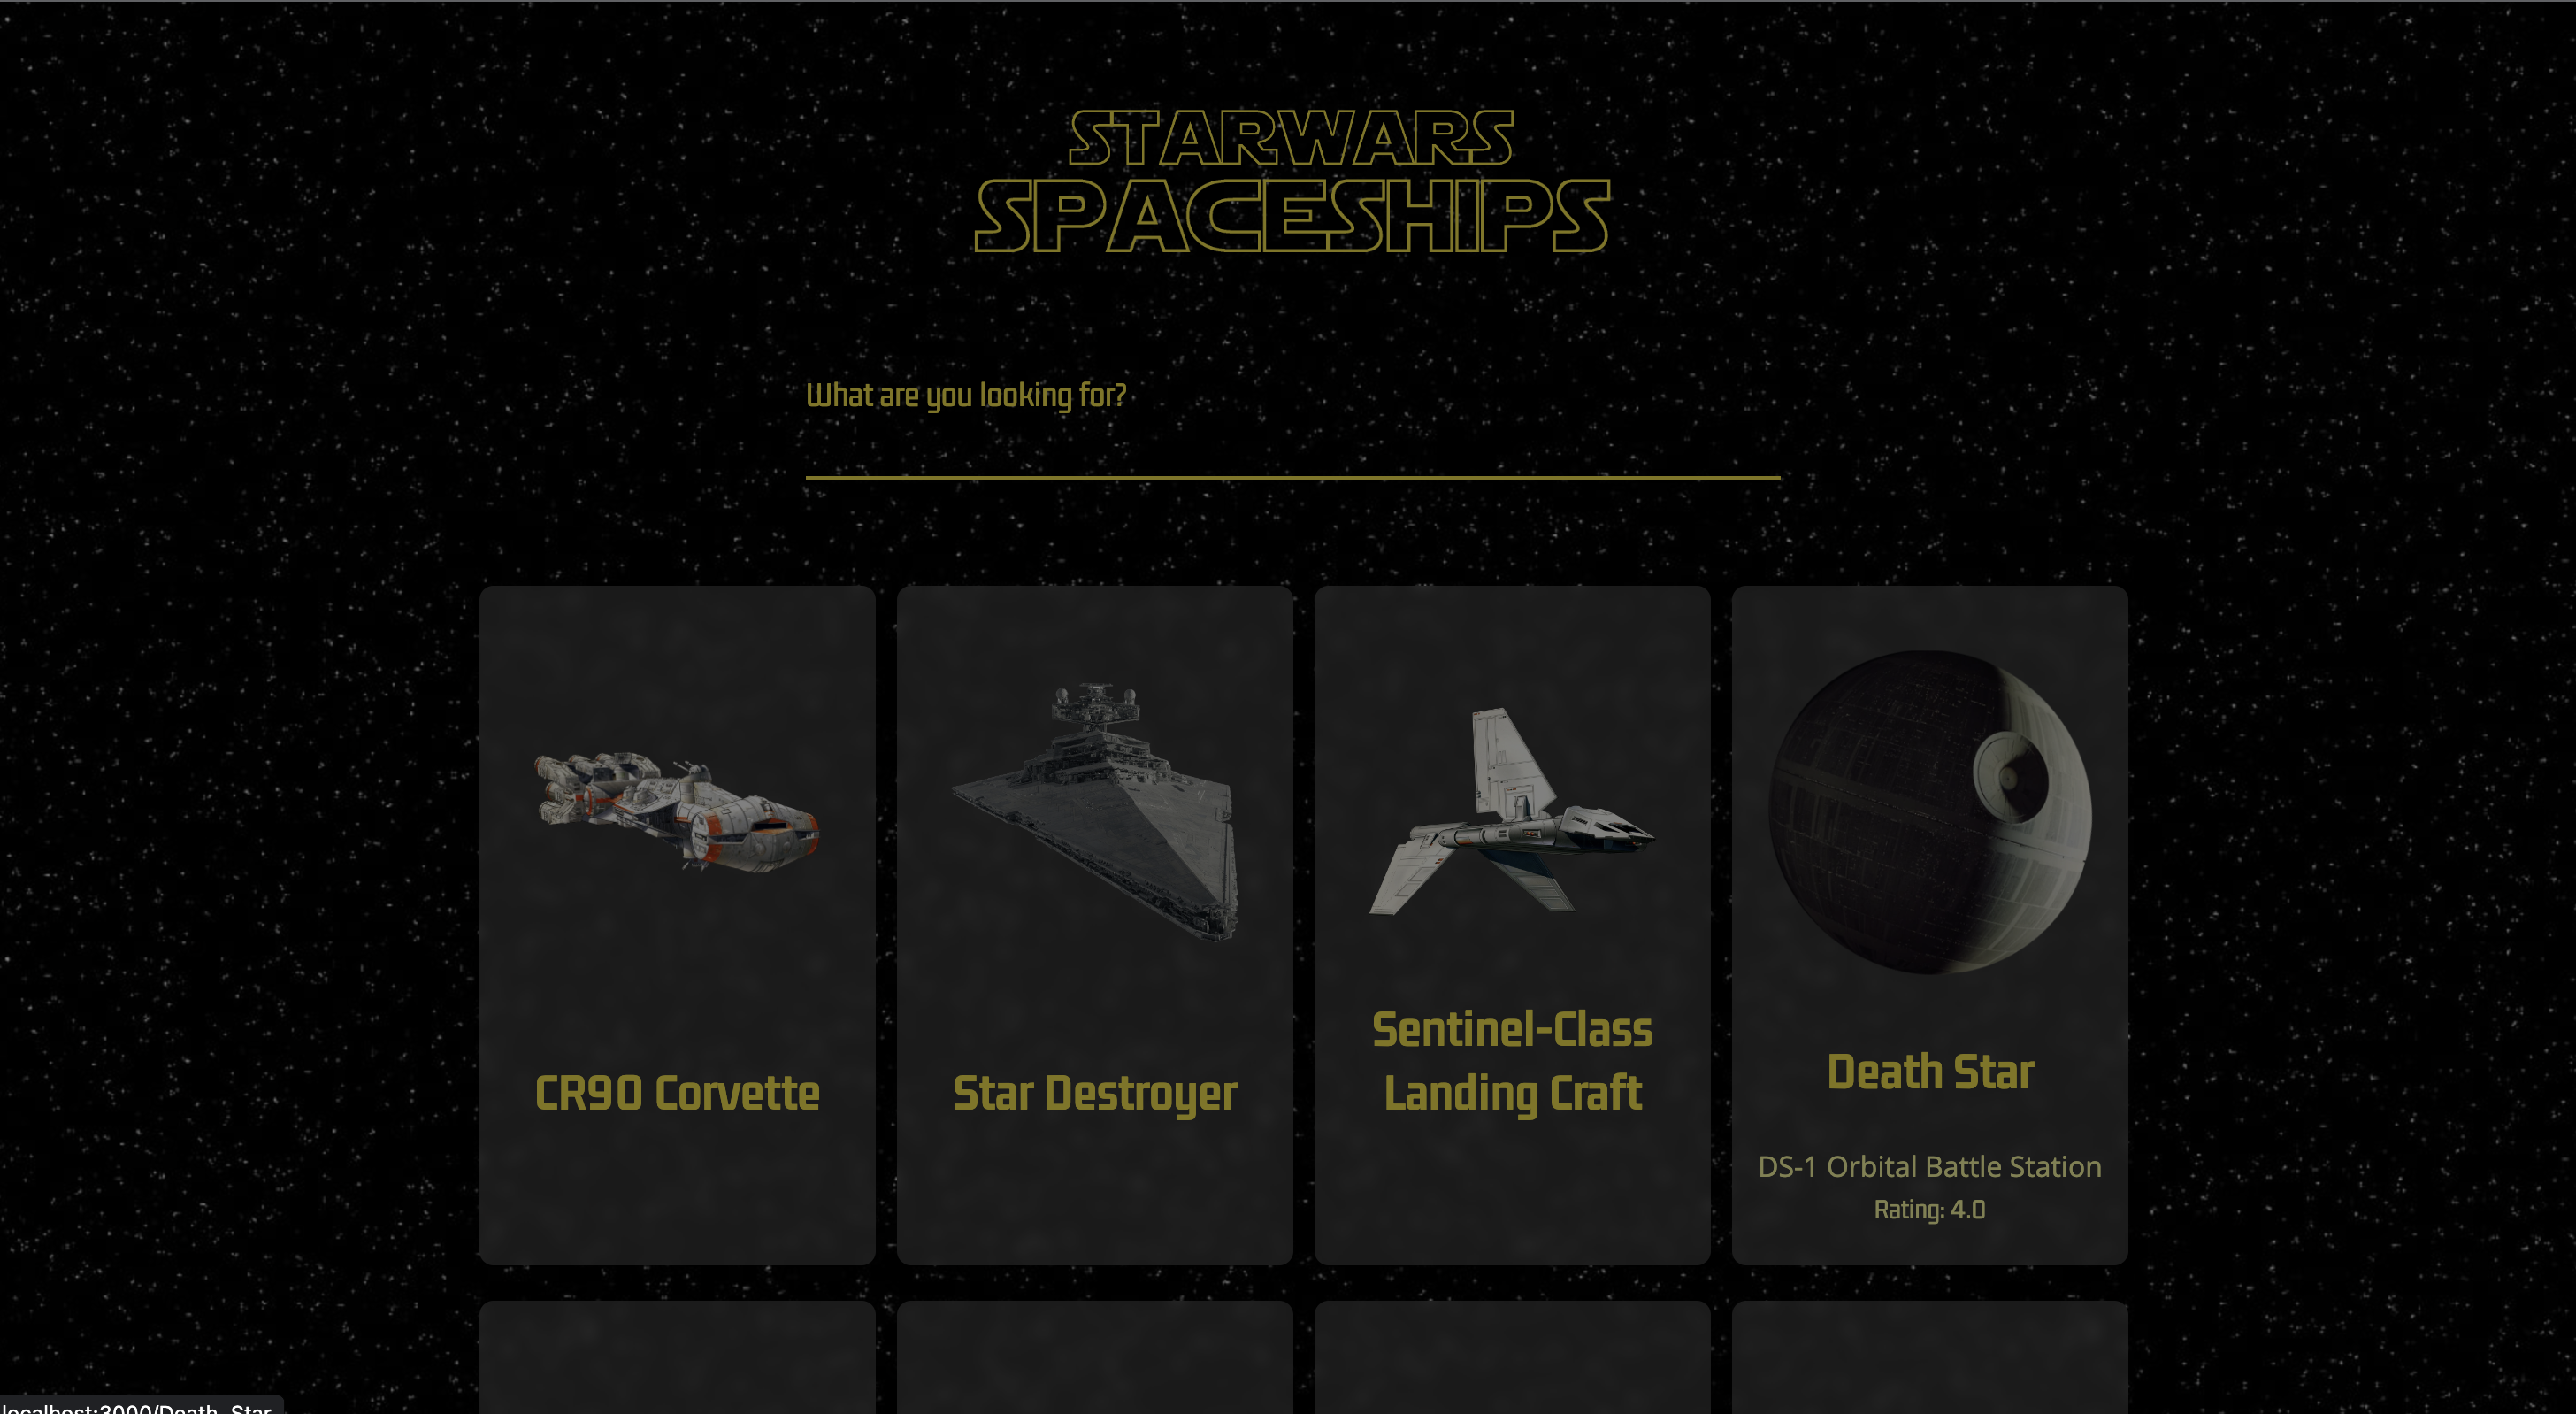 STARWARS
SPACESHIPS
What are you looking for?
CR90 Corvette
Star Destroyer
Sentinel-Class
Landing Craft
Death Star
DS-1 Orbital Battle Station
Rating: 4.0
localhost:3000/Death_Star